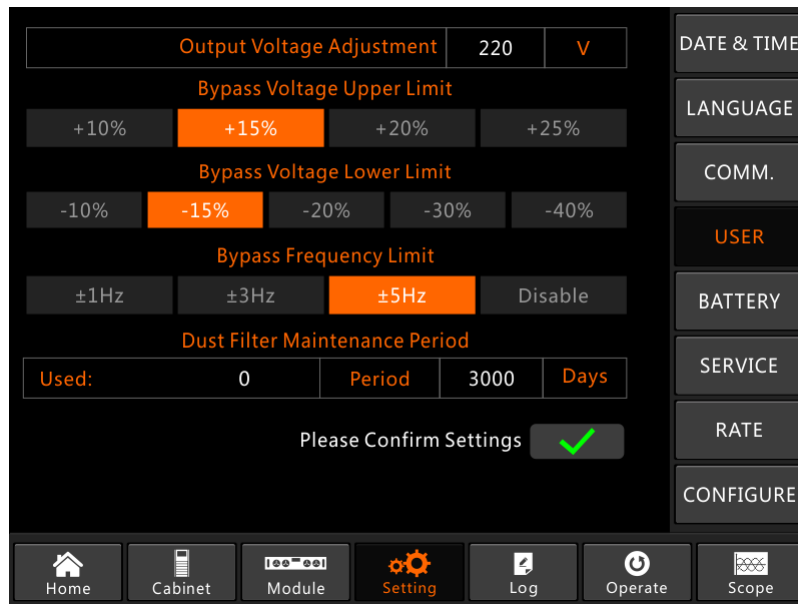 Output Voltage Adjustment 220 V
DATE & TIME
Bypass Voltage Upper Limit
LANGUAGE
+10% +15% +20% +25%
Bypass Voltage Lower Limit
COMM.
-10% -15% -20% -30% -40%
USER
Bypass Frequency Limit
±1Hz ±3Hz ±5Hz Disable
BATTERY
Dust Filter Maintenance Period
Used: 0 Period 3000 Days
SERVICE
Please Confirm Settings
RATE
CONFIGURE
Home Cabinet Module Setting Log Operate Scope